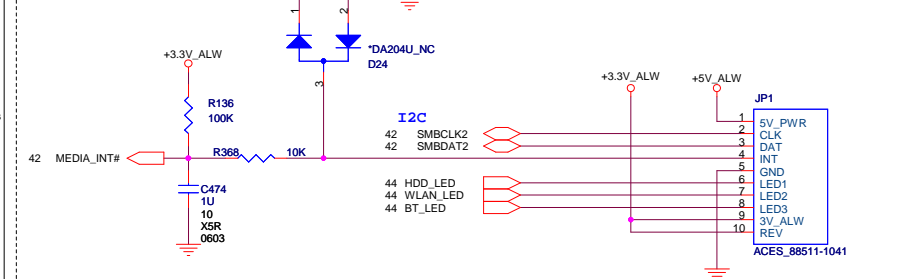 1
2
*DA204U_NC
D24
3
+3.3V_ALW
R136
100K
42 MEDIA_INT#
R368
10K
C474
1U
10
X5R
0603
I2C
42 SMBCLK2
42 SMBDAT2
44 HDD_LED
44 WLAN_LED
44 BT_LED
+3.3V_ALW
+5V_ALW
JP1
1 5V_PWR
2 CLK
3 DAT
4 INT
5 GND
6 LED1
7 LED2
8 LED3
9 3V_ALW
10 REV
ACES_88511-1041